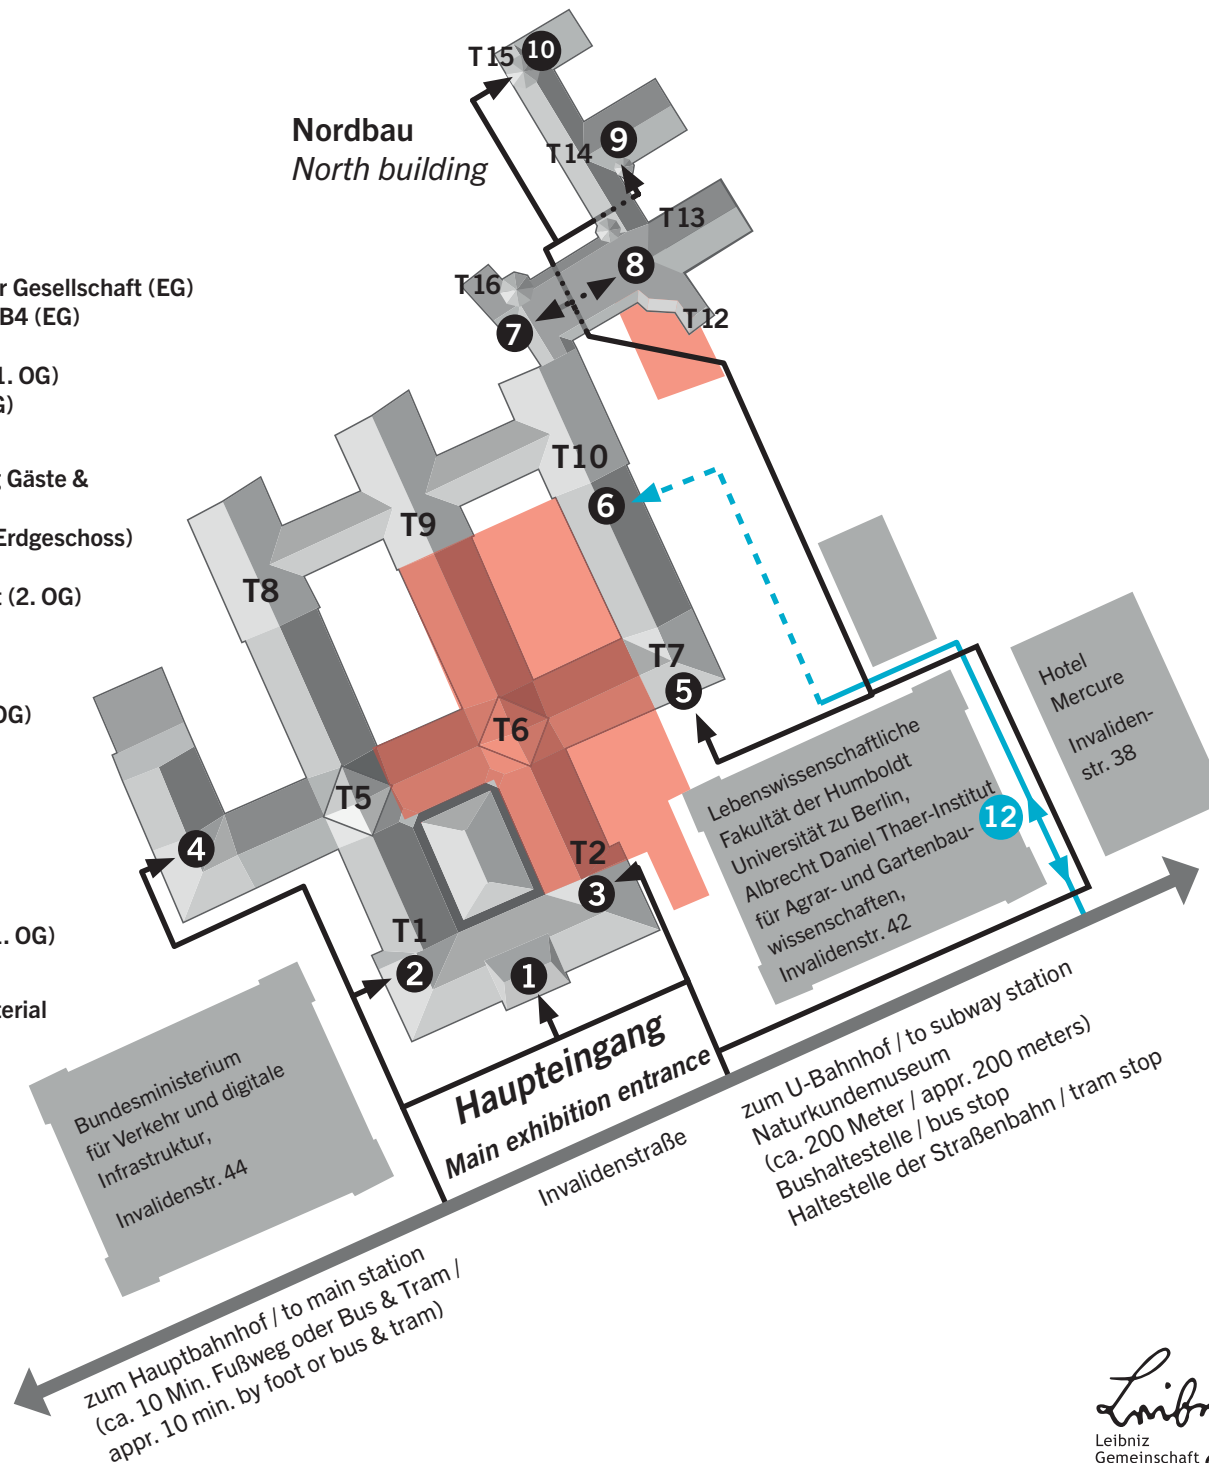 T15 10
Nordbau
North building
T14 9
T13
8
T16
T12
7
r Gesellschaft (EG)
B4 (EG)
1. OG)
G)
g Gäste &
Erdgeschoss)
t (2. OG)
OG)
1. OG)
terial
T10
6
T9
T8
T7
5
T6
T5
4
T2
3
T1
2
1
Hotel
Mercure
Invaliden-
str. 38
Lebenswissenschaftliche
Fakultät der Humboldt
Universität zu Berlin,
Albrecht Daniel Thaer-Institut
für Agrar- und Gartenbau-
wissenschaften,
Invalidenstr. 42
12
Bundesministerium
für Verkehr und digitale
Infrastruktur,
Invalidenstr. 44
Haupteingang
Main exhibition entrance
Invalidenstraße
zum U-Bahnhof / to subway station
Naturkundemuseum
(ca. 200 Meter / appr. 200 meters)
Bushaltestelle / bus stop
Haltestelle der Straßenbahn / tram stop
zum Hauptbahnhof / to main station
(ca. 10 Min. Fußweg oder Bus & Tram /
appr. 10 min. by foot or bus & tram)
Leibniz
Gemeinschaft